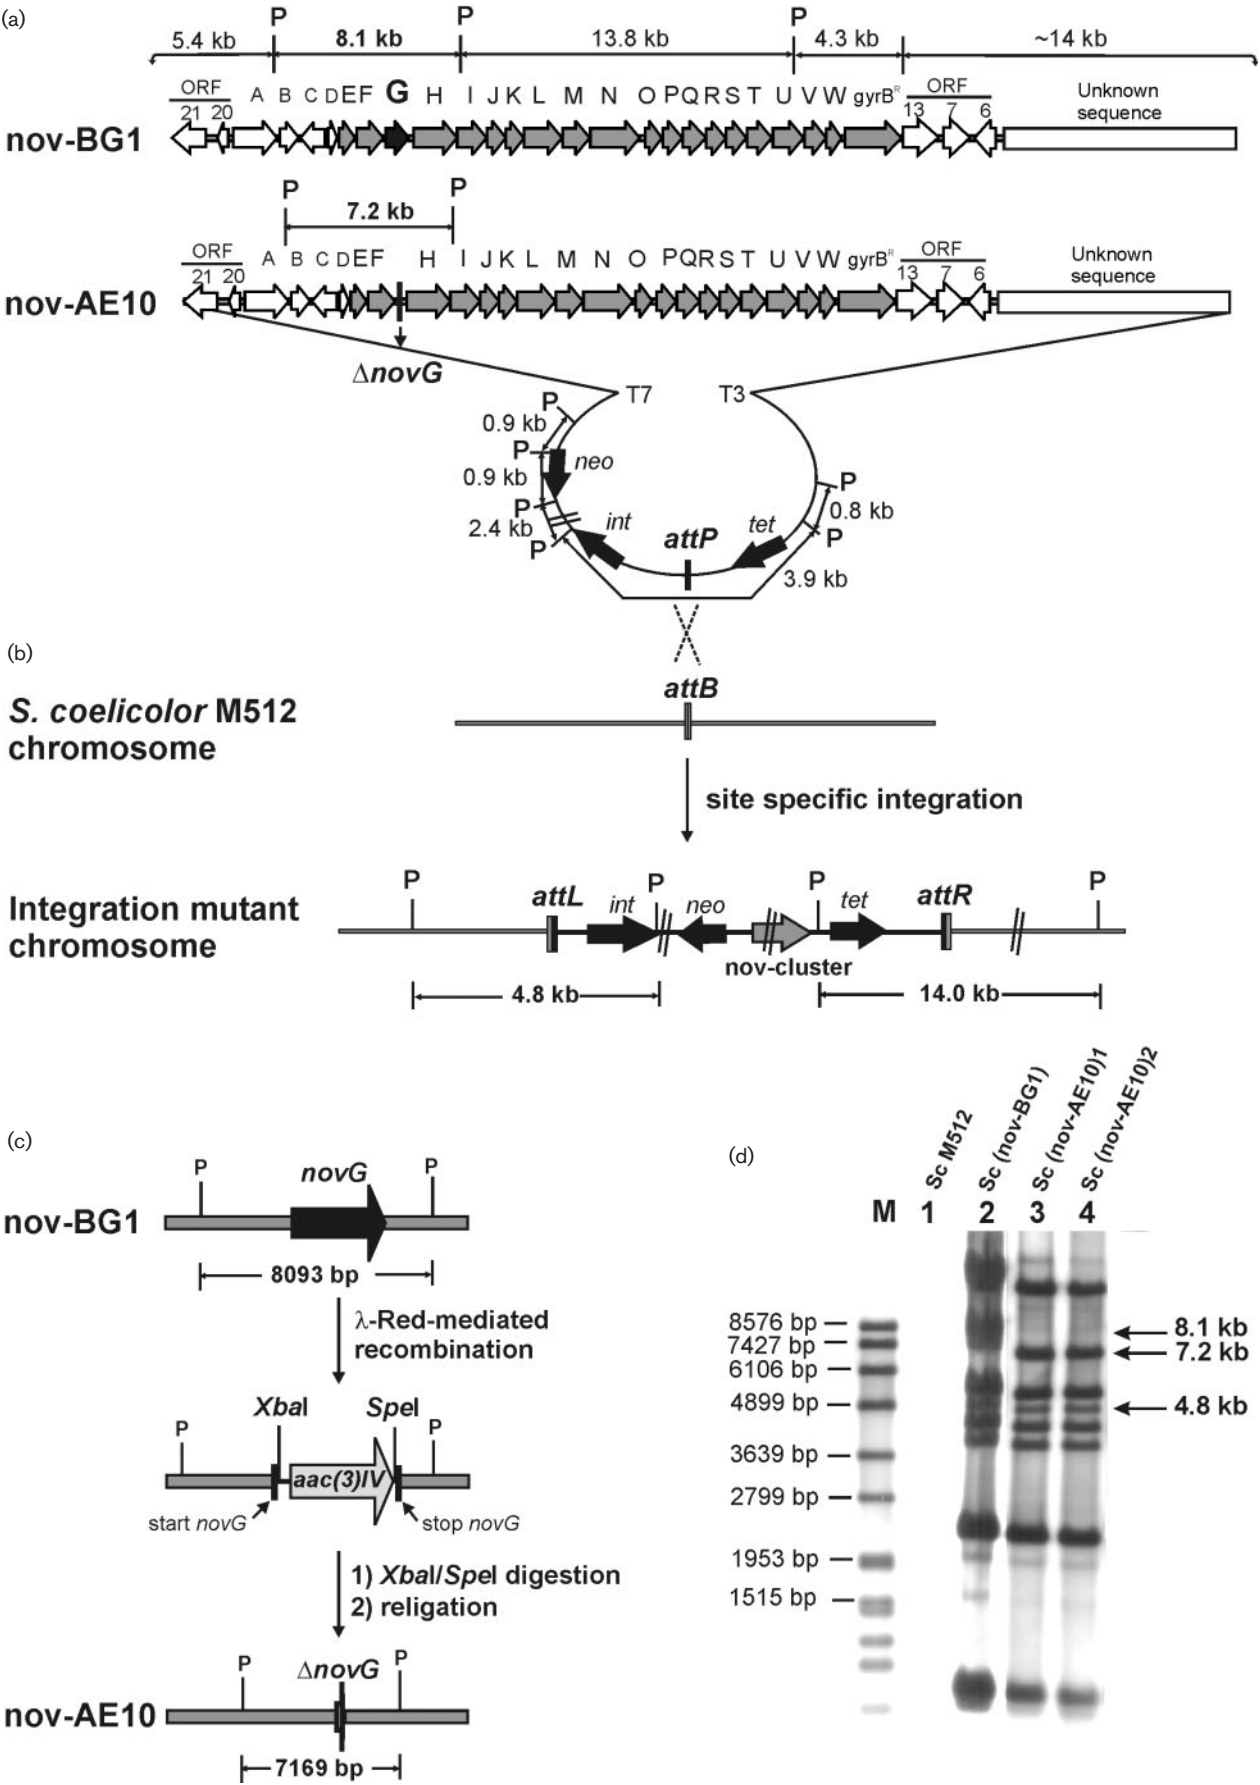 (a)
P P P
5.4 kb 8.1 kb 13.8 kb 4.3 kb ~14 kb
ORF A B C D E F G H I J K L M N O P Q R S T U V W gyrB^R ORF Unknown
21 20 13 7 6 sequence
nov-BG1
P P
7.2 kb
ORF A B C D E F H I J K L M N O P Q R S T U V W gyrB^R ORF Unknown
21 20 13 7 6 sequence
nov-AE10
ΔnovG
T7 T3
P
0.9 kb
P neo P
0.9 kb 0.8 kb
P int attP tet
2.4 kb P
P 3.9 kb
(b)
attB
S. coelicolor M512
chromosome
site specific integration
P attL int P neo P tet attR P
Integration mutant
chromosome
nov-cluster
4.8 kb 14.0 kb
(c)
P novG P
nov-BG1
8093 bp
λ-Red-mediated
recombination
XbaI SpeI
P P
aac(3)IV
start novG stop novG
1) XbaI/SpeI digestion
2) religation
P ΔnovG P
nov-AE10
7169 bp
(d)
Sc M512
Sc (nov-BG1)
Sc (nov-AE10)1
Sc (nov-AE10)2
M 1 2 3 4
8576 bp
7427 bp
6106 bp
4899 bp
3639 bp
2799 bp
1953 bp
1515 bp
8.1 kb
7.2 kb
4.8 kb